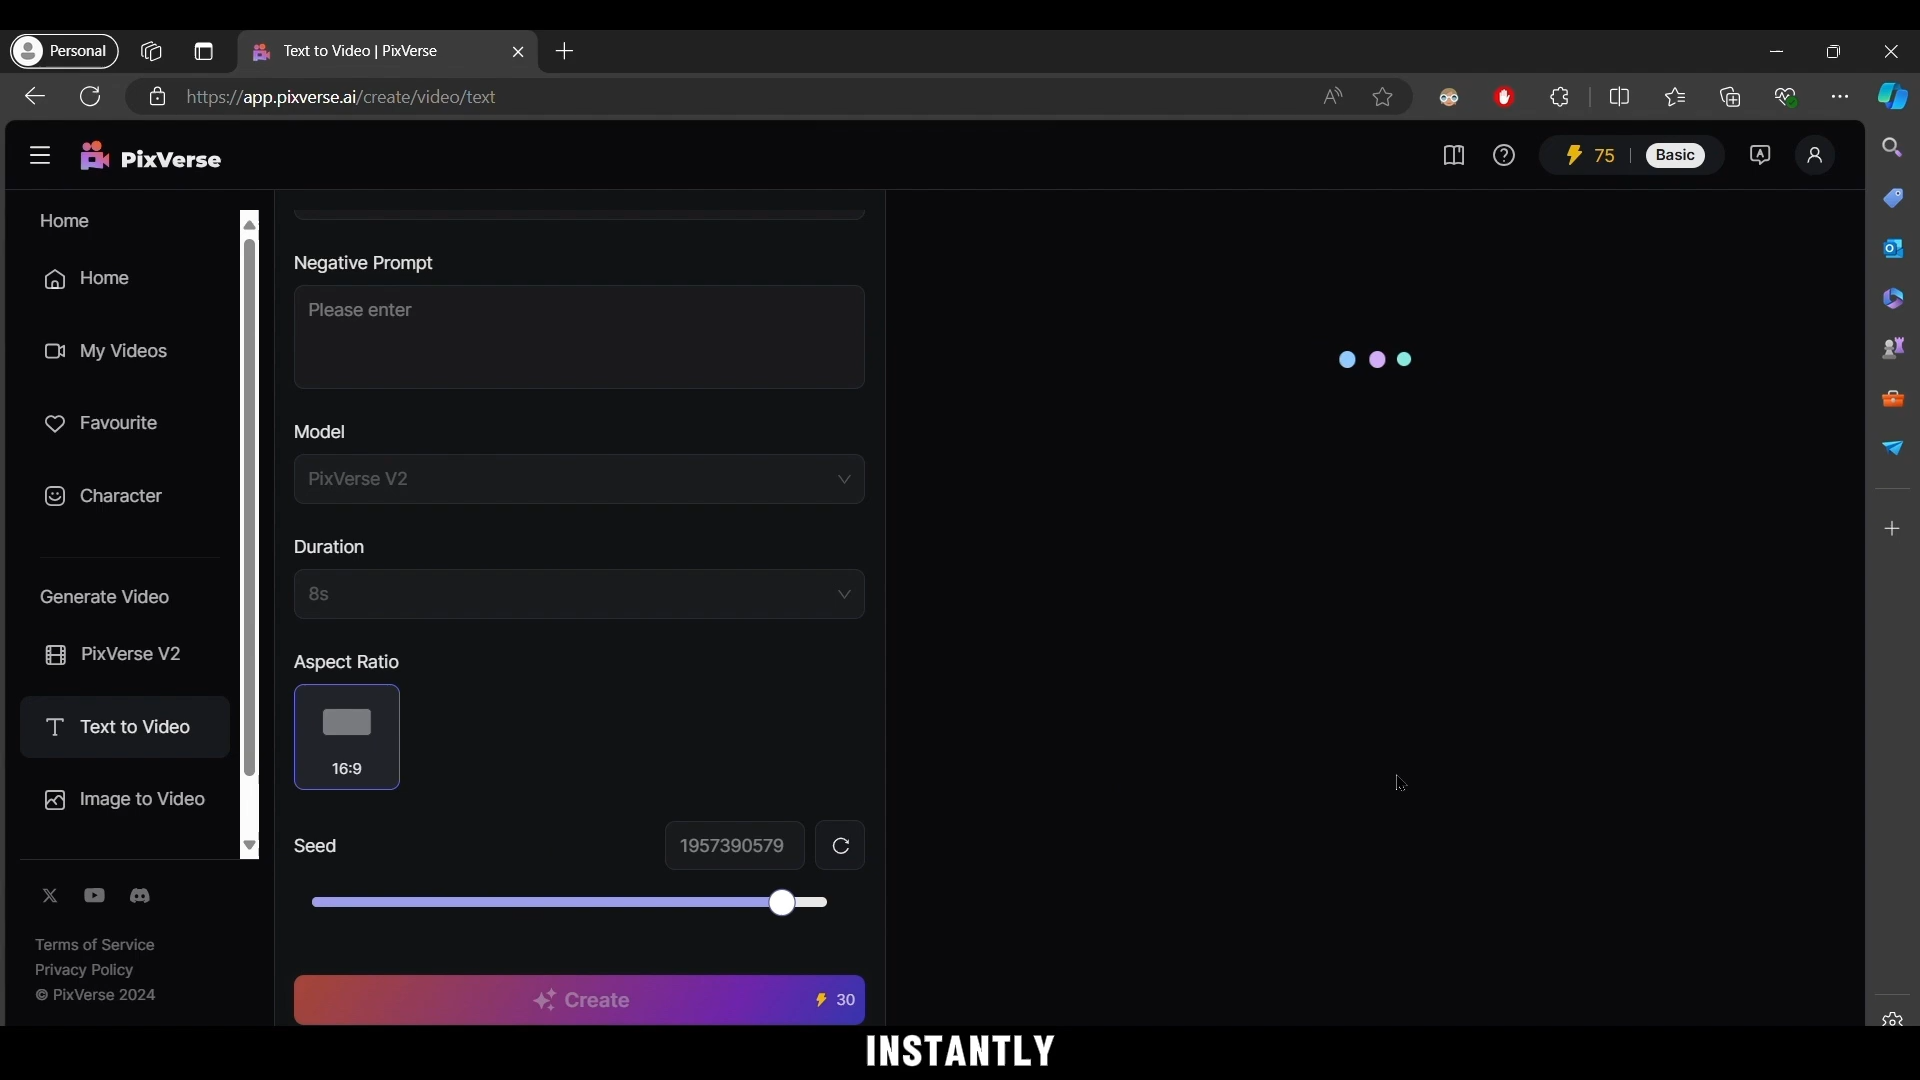 Personal
Text to Video | PixVerse
https://app.pixverse.ai/create/video/text
PixVerse
75
Basic
Home
Home
My Videos
Favourite
Character
Generate Video
PixVerse V2
Text to Video
Image to Video
Terms of Service
Privacy Policy
© PixVerse 2024
Negative Prompt
Please enter
Model
PixVerse V2
Duration
8s
Aspect Ratio
16:9
Seed
1957390579
Create
30
INSTANTLY